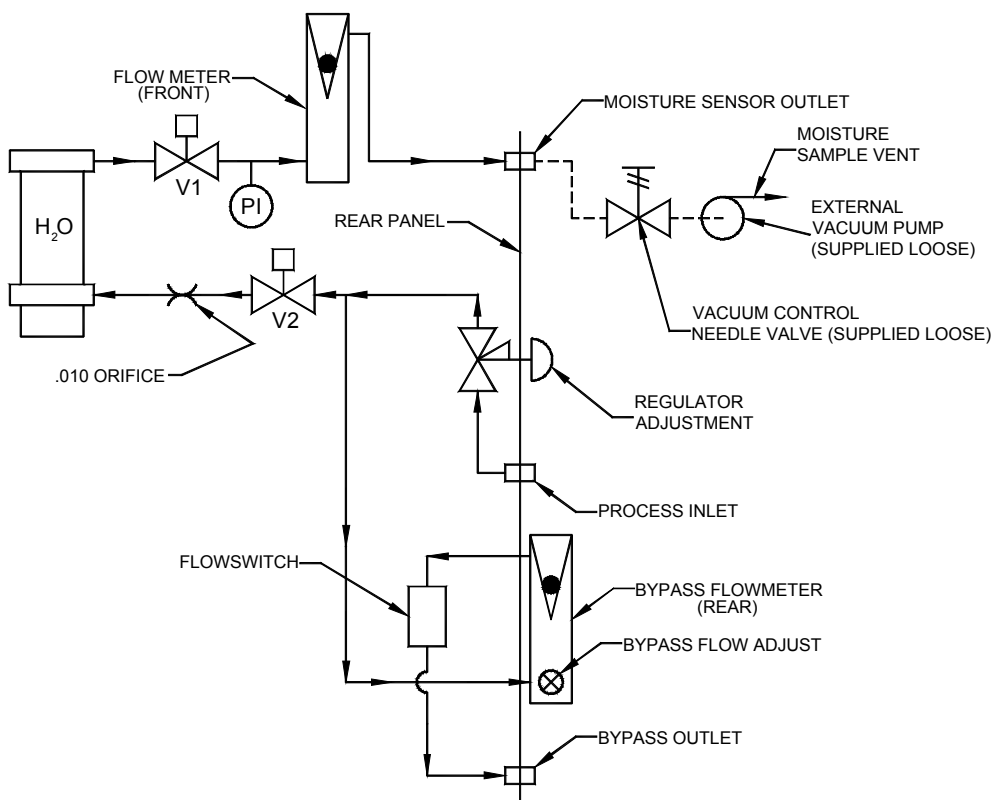 FLOW METER
(FRONT)
MOISTURE SENSOR OUTLET
MOISTURE
SAMPLE VENT
V1
PI
H2O
REAR PANEL
EXTERNAL
VACUUM PUMP
(SUPPLIED LOOSE)
V2
VACUUM CONTROL
NEEDLE VALVE (SUPPLIED LOOSE)
.010 ORIFICE
REGULATOR
ADJUSTMENT
PROCESS INLET
FLOWSWITCH
BYPASS FLOWMETER
(REAR)
BYPASS FLOW ADJUST
BYPASS OUTLET